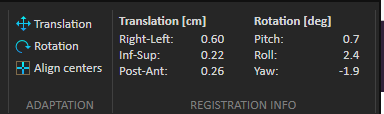 Translation
Rotation
Align centers
ADAPTATION
Translation [cm]
Right-Left: 0.60
Inf-Sup: 0.22
Post-Ant: 0.26
Rotation [deg]
Pitch: 0.7
Roll: 2.4
Yaw: -1.9
REGISTRATION INFO